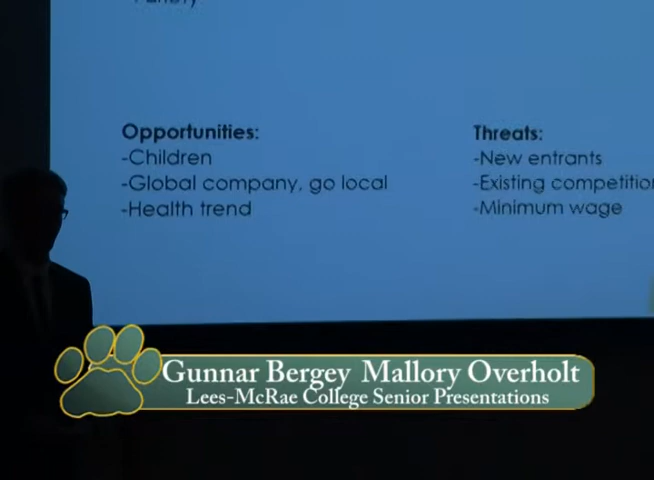 Opportunities:
-Children
-Global company, go local
-Health trend
Threats:
-New entrants
-Existing competition
-Minimum wage
Gunnar Bergey Mallory Overholt
Lees-McRae College Senior Presentations